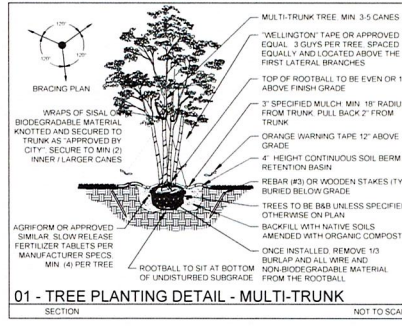 120°
120°
120°
BRACING PLAN
WRAPS OF SISAL OR
BIODEGRADABLE MATERIAL
KNOTTED AND SECURED TO
TRUNK AS "APPROVED BY
CITY". SECURE TO MIN (2)
INNER / LARGER CANES
AGRIFORM OR APPROVED
SIMILAR. SLOW RELEASE
FERTILIZER TABLETS PER
MANUFACTURER SPECS.
MIN. (4) PER TREE
ROOTBALL TO SIT AT BOTTOM
OF UNDISTURBED SUBGRADE
MULTI-TRUNK TREE. MIN 3-5 CANES
"WELLINGTON" TAPE OR APPROVED
EQUAL. 3 GUYS PER TREE, SPACED
EQUALLY AND LOCATED ABOVE THE
FIRST LATERAL BRANCHES
TOP OF ROOTBALL TO BE EVEN OR 1
ABOVE FINISH GRADE
3" SPECIFIED MULCH. MIN 18" RADIU
FROM TRUNK. PULL BACK 2" FROM
TRUNK
ORANGE WARNING TAPE 12" ABOVE
GRADE
4" HEIGHT CONTINUOUS SOIL BERM
RETENTION BASIN
REBAR (#3) OR WOODEN STAKES (TY
BURIED BELOW GRADE
TREES TO BE B&B UNLESS SPECIFIE
OTHERWISE ON PLAN
BACKFILL WITH NATIVE SOILS
AMENDED WITH ORGANIC COMPOST
ONCE INSTALLED, REMOVE 1/3
BURLAP AND ALL WIRE AND
NON-BIODEGRADABLE MATERIAL
FROM THE ROOTBALL
01 - TREE PLANTING DETAIL - MULTI-TRUNK
SECTION
NOT TO SCA